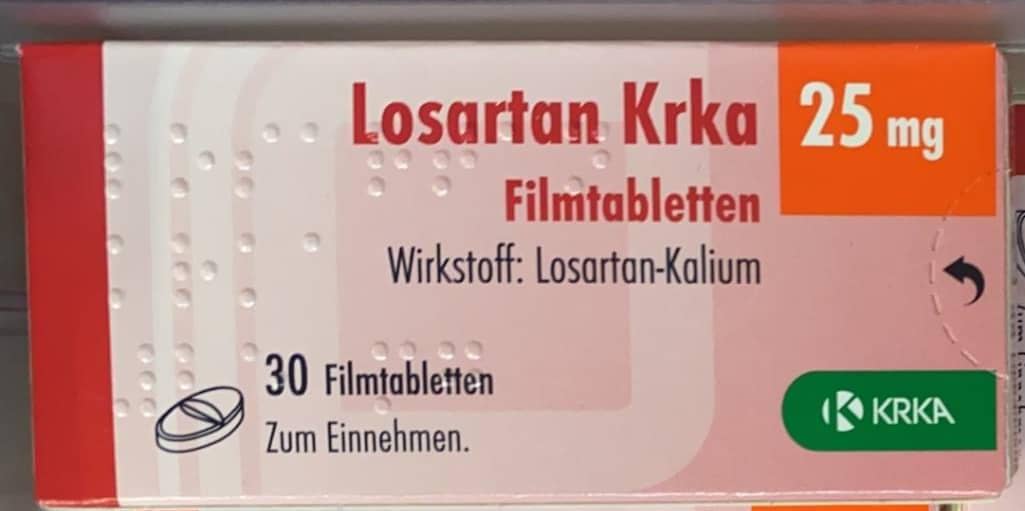 Losartan Krka 25 mg
Filmtabletten
Wirkstoff: Losartan-Kalium
30 Filmtabletten
Zum Einnehmen.
KRKA